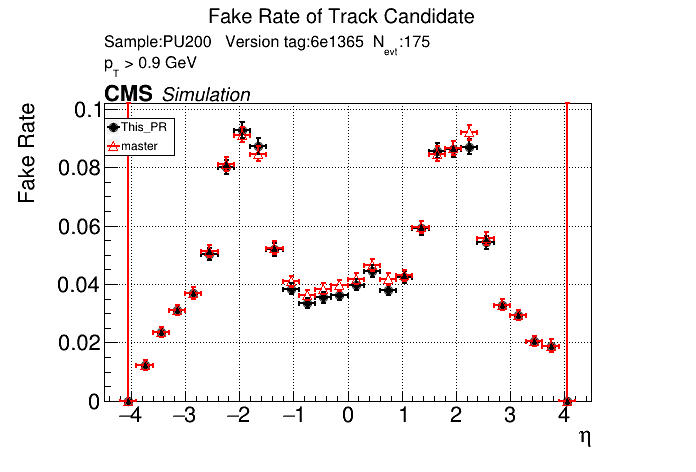 Fake Rate of Track Candidate
Sample:PU200 Version tag:6e1365 Nevt:175
pT > 0.9 GeV
CMS Simulation
Fake Rate
This_PR
master
0.1
0.08
0.06
0.04
0.02
0
−4 −3 −2 −1 0 1 2 3 4
η